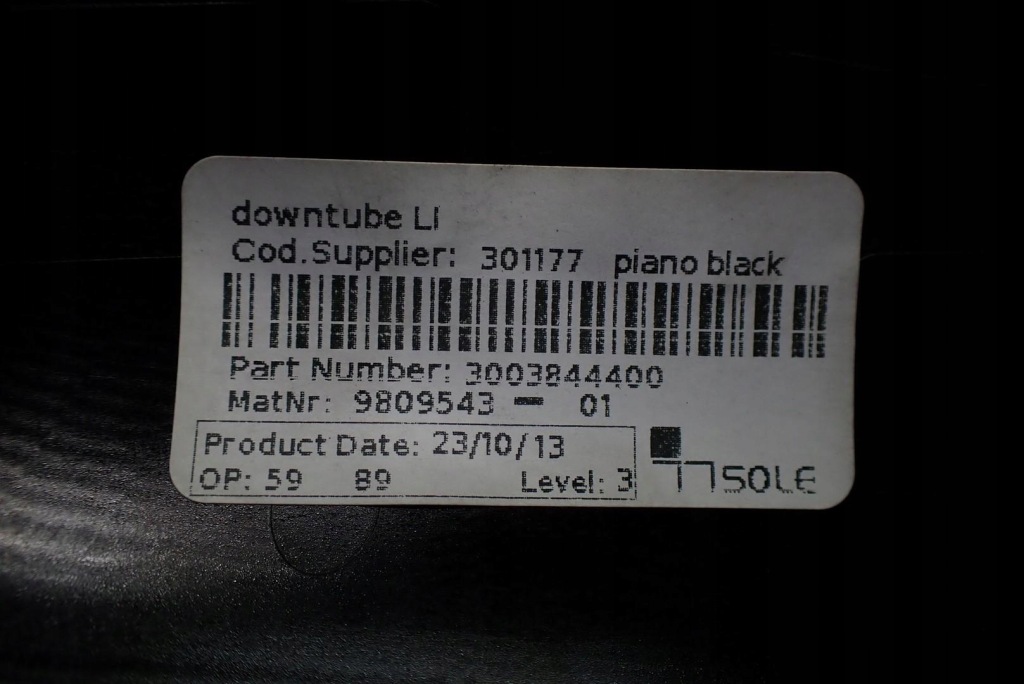 downtube LI
Cod.Supplier: 301177 piano black
Part Number: 3003844400
MatNr: 9809543 - 01
Product Date: 23/10/13
OP: 59 89 Level: 3
SOLE